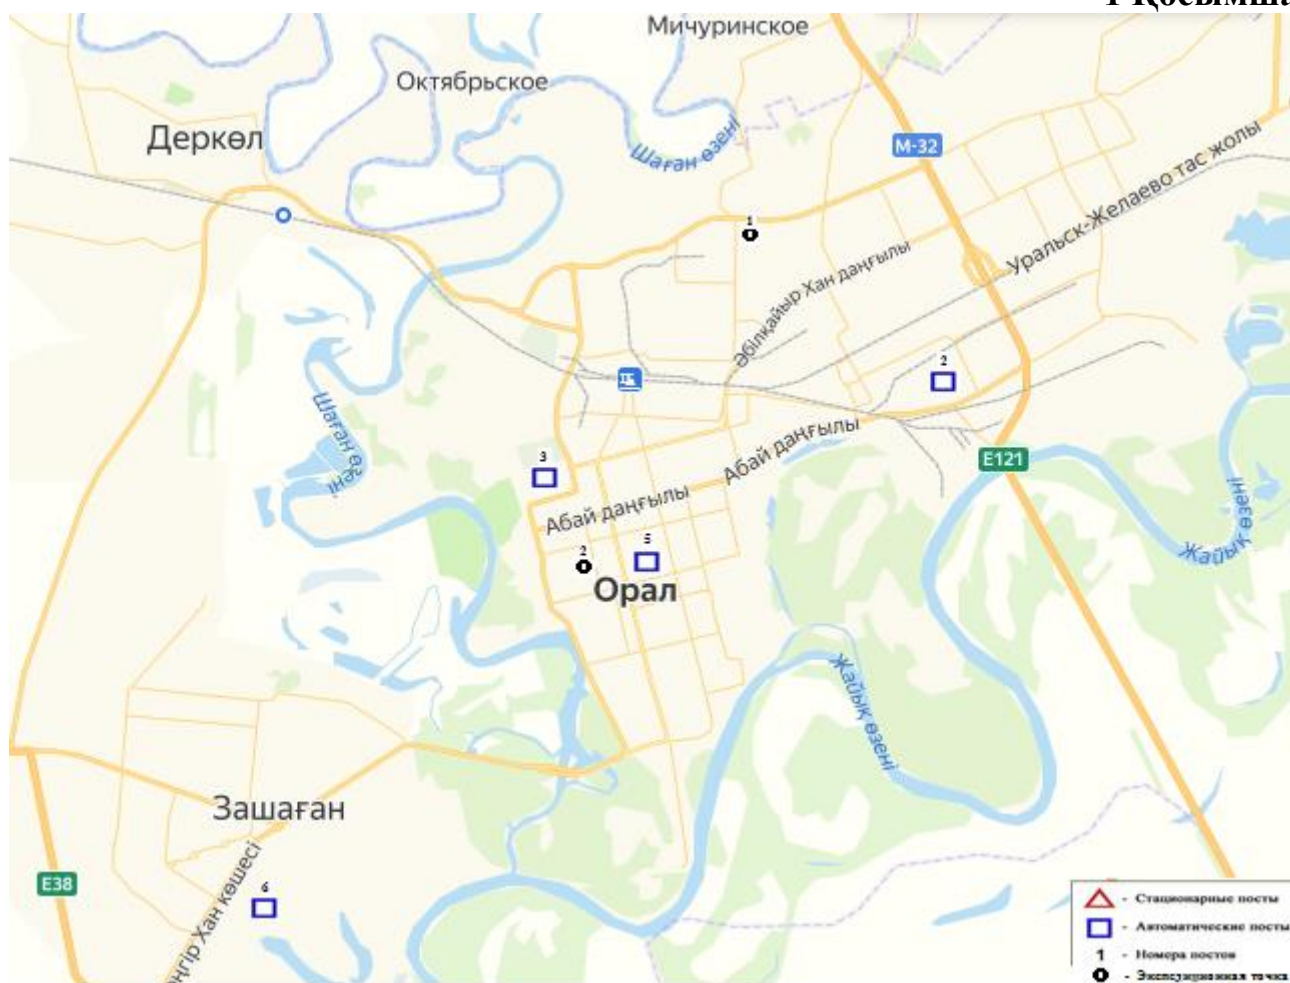 1 Қосымша
Мичуринское
Октябрьское
Деркөл
Шаған өзені
М-32
Уральск-Желаево тас жолы
1
Әбілқайыр Хан даңғылы
2
Шаған өзені
3
Абай даңғылы
E121
Абай даңғылы
Жайық өзені
2
5
Орал
Жайық өзені
Зашаған
E38
6
әңгір Хан көшесі
- Стационарные посты
- Автоматические посты
1 - Номера постов
- Экспедиционная точка